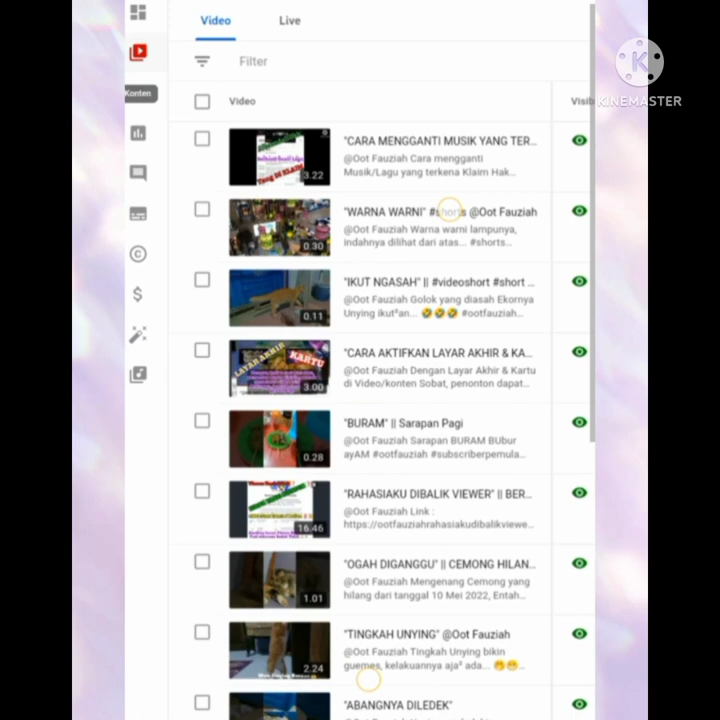 Video Live
K
Filter
Konten
Video
Visib
KINEMASTER
"CARA MENGGANTI MUSIK YANG TER...
@Oot Fauziah Cara mengganti
Musik/Lagu yang terkena Klaim Hak...
3.22
"WARNA WARNI" #shorts @Oot Fauziah
@Oot Fauziah Warna warni lampunya,
indahnya dilihat dari atas... #shorts...
0.30
"IKUT NGASAH" || #videoshort #short ...
@Oot Fauziah Golok yang diasah Ekornya
Unying ikut²an... 🤣🤣🤣 #ootfauziah...
0.11
"CARA AKTIFKAN LAYAR AKHIR & KA...
@Oot Fauziah Dengan Layar Akhir & Kartu
di Video/konten Sobat, penonton dapat...
LAYAR AKHIR
KARTU
3.00
"BURAM" || Sarapan Pagi
@Oot Fauziah Sarapan BURAM BUbur
ayAM #ootfauziah #subscriberpemula...
0.28
"RAHASIAKU DIBALIK VIEWER" || BER...
@Oot Fauziah Link :
https://ootfauziahrahasiakudibalikviewe...
16.46
"OGAH DIGANGGU" || CEMONG HILAN...
@Oot Fauziah Mengenang Cemong yang
hilang dari tanggal 10 Mei 2022, Entah...
1.01
"TINGKAH UNYING" @Oot Fauziah
@Oot Fauziah Tingkah Unying bikin
guemes, kelakuannya aja² ada... 🤭😁...
2.24
"ABANGNYA DILEDEK"